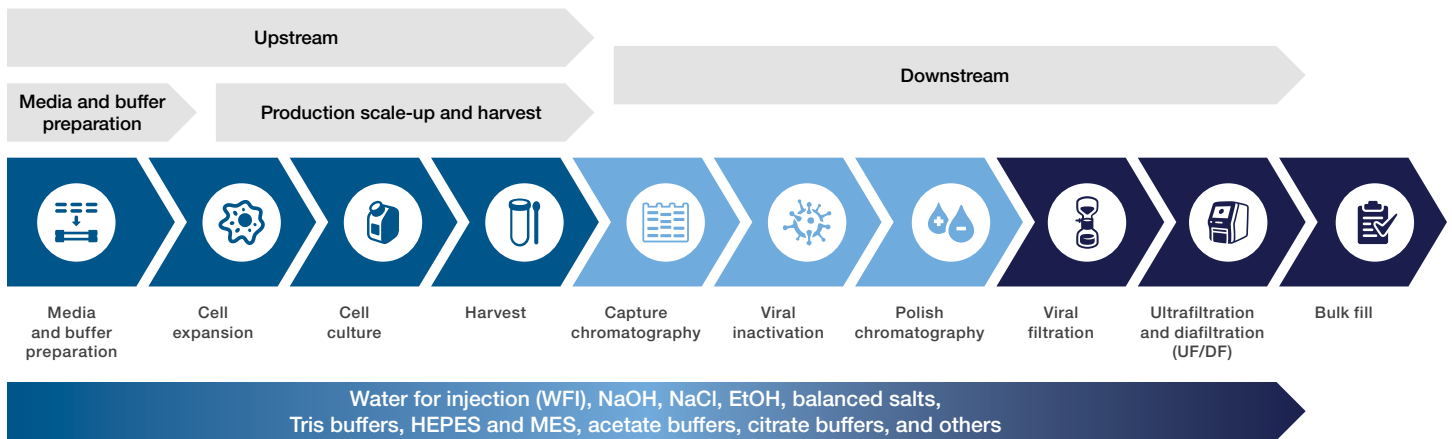 Upstream
Downstream
Media and buffer
preparation
Production scale-up and harvest
+
-
Media
and buffer
preparation
Cell
expansion
Cell
culture
Harvest
Capture
chromatography
Viral
inactivation
Polish
chromatography
Viral
filtration
Ultrafiltration
and diafiltration
(UF/DF)
Bulk fill
Water for injection (WFI), NaOH, NaCl, EtOH, balanced salts,
Tris buffers, HEPES and MES, acetate buffers, citrate buffers, and others